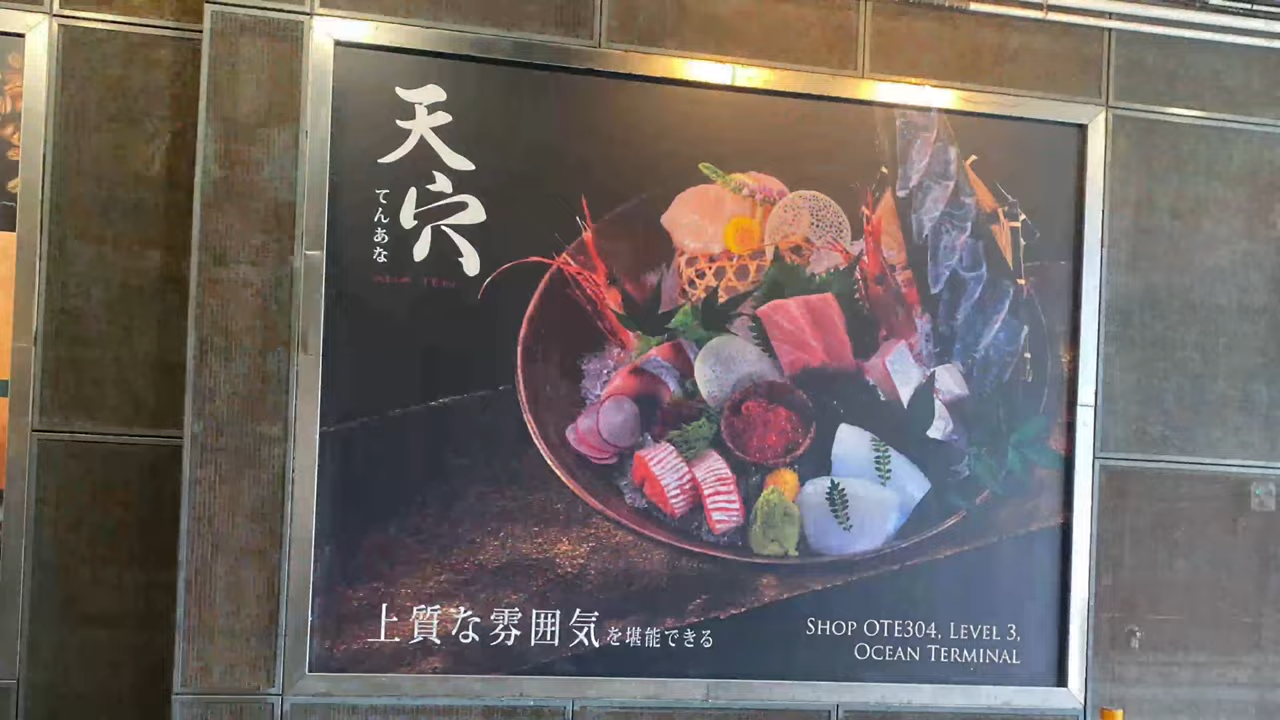 天穴
てんあな
上質な雰囲気を堪能できる
SHOP OTE304, LEVEL 3,
OCEAN TERMINAL